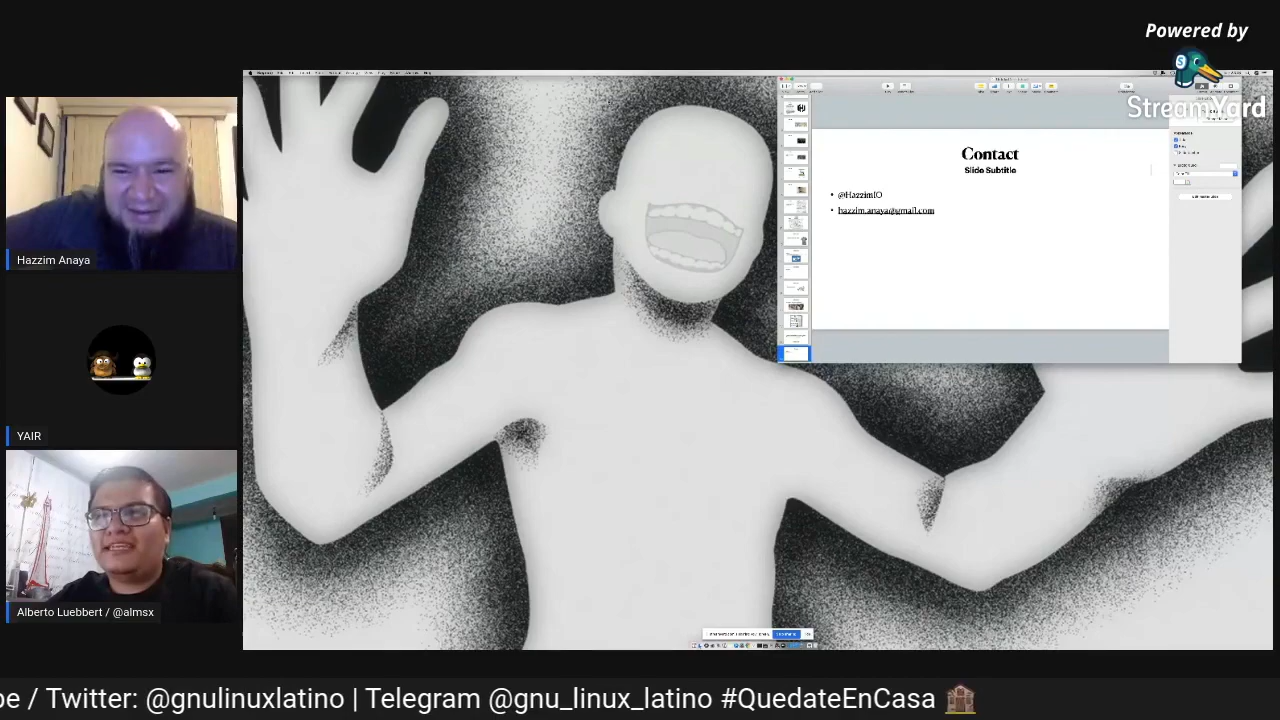 Powered by
StreamYard
Contact
Slide Subtitle
• @HazzimIO
• hazzim.anaya@gmail.com
Hazzim Anaya
YAIR
Alberto Luebbert / @almsx
be / Twitter: @gnulinuxlatino | Telegram @gnu_linux_latino #QuedateEnCasa